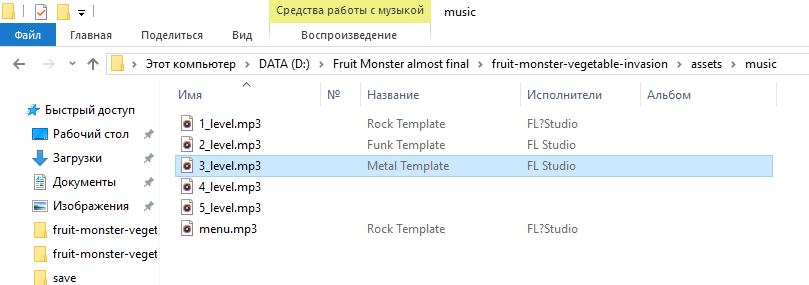 Средства работы с музыкой music
Файл Главная Поделиться Вид Воспроизведение
Этот компьютер DATA (D:) Fruit Monster almost final fruit-monster-vegetable-invasion assets music
Имя № Название Исполнители Альбом
Быстрый доступ
Рабочий стол
Загрузки
Документы
Изображения
fruit-monster-veget
fruit-monster-veget
save
1_level.mp3 Rock Template FL?Studio
2_level.mp3 Funk Template FL Studio
3_level.mp3 Metal Template FL Studio
4_level.mp3
5_level.mp3
menu.mp3 Rock Template FL?Studio